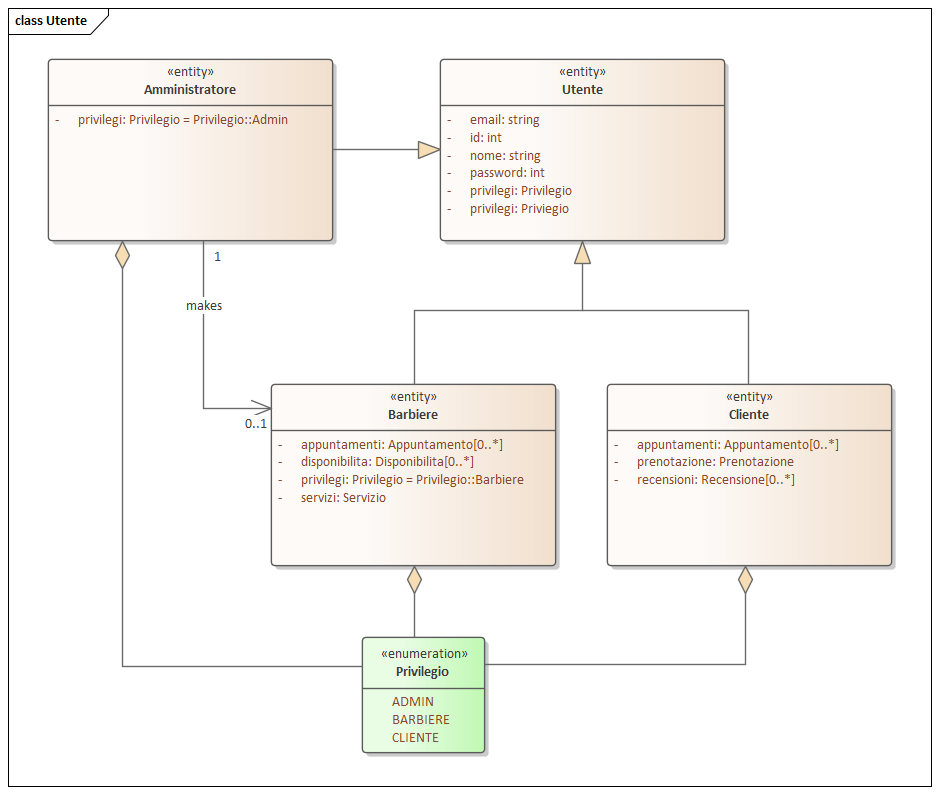 class Utente
«entity»
Amministratore
- privilegi: Privilegio = Privilegio::Admin
«entity»
Utente
- email: string
- id: int
- nome: string
- password: int
- privilegi: Privilegio
- privilegi: Priviegio
1
makes
0..1
«entity»
Barbiere
- appuntamenti: Appuntamento[0..*]
- disponibilita: Disponibilita[0..*]
- privilegi: Privilegio = Privilegio::Barbiere
- servizi: Servizio
«entity»
Cliente
- appuntamenti: Appuntamento[0..*]
- prenotazione: Prenotazione
- recensioni: Recensione[0..*]
«enumeration»
Privilegio
ADMIN
BARBIERE
CLIENTE